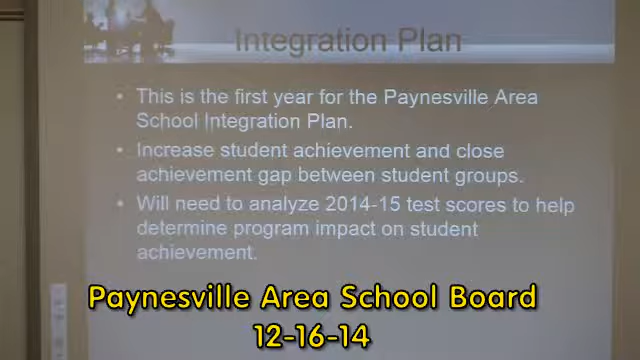 Integration Plan
• This is the first year for the Paynesville Area
School Integration Plan.
• Increase student achievement and close
achievement gap between student groups.
• Will need to analyze 2014-15 test scores to help
determine program impact on student
achievement.
Paynesville Area School Board
12-16-14